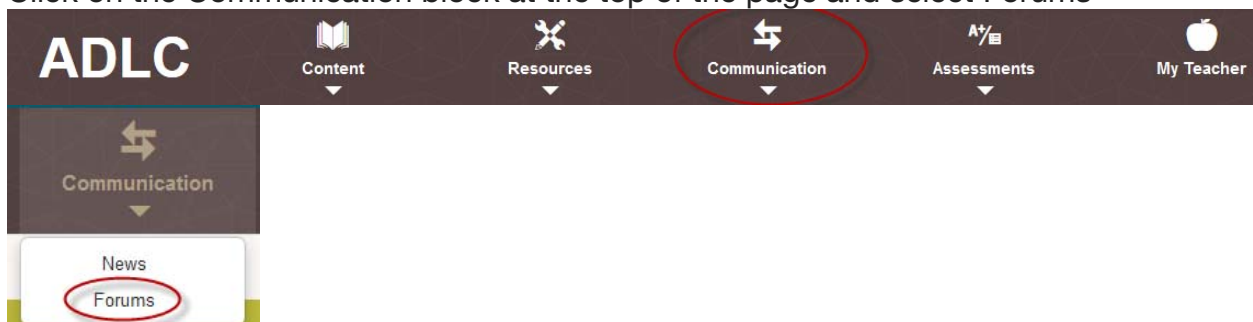 Click on the Communication block at the top of the page and select Forums
ADLC
Content
Resources
Communication
A+/
Assessments
My Teacher
Communication
News
Forums